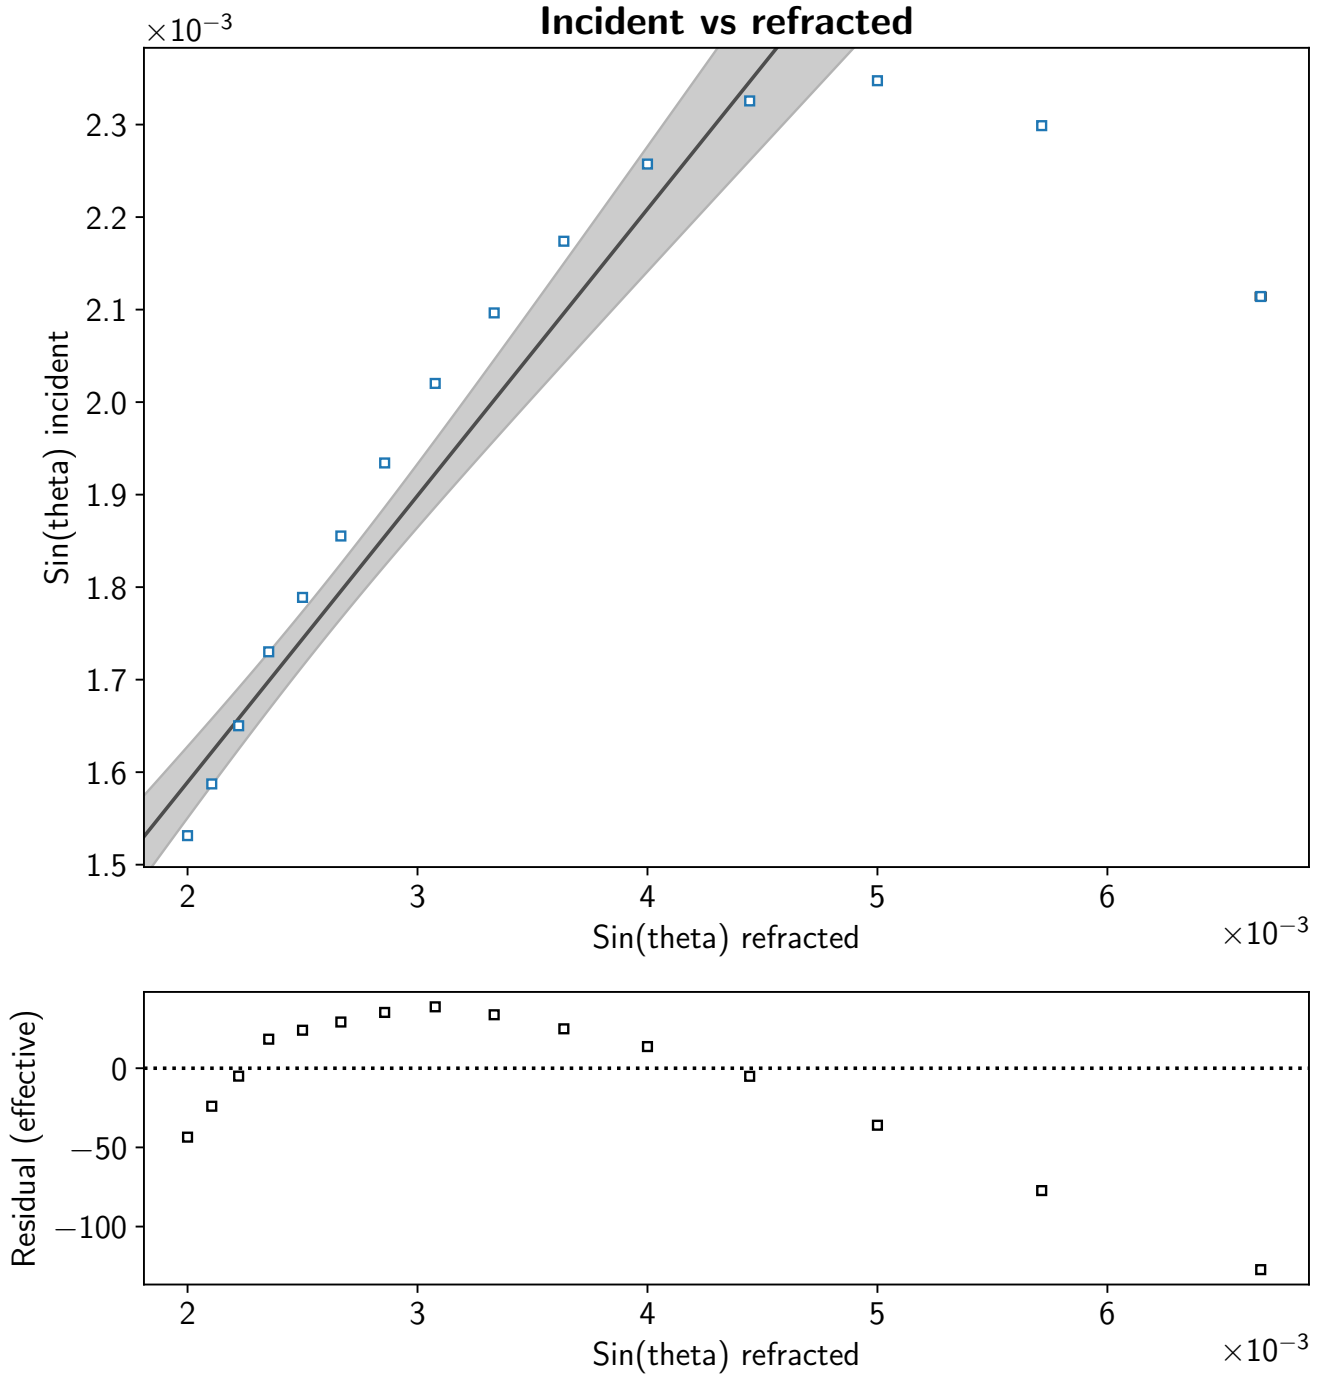 Incident vs refracted
×10⁻³
2.3
2.2
2.1
2.0
1.9
1.8
1.7
1.6
1.5
Sin(theta) incident
2 3 4 5 6
Sin(theta) refracted
×10⁻³
0
−50
−100
Residual (effective)
2 3 4 5 6
Sin(theta) refracted
×10⁻³